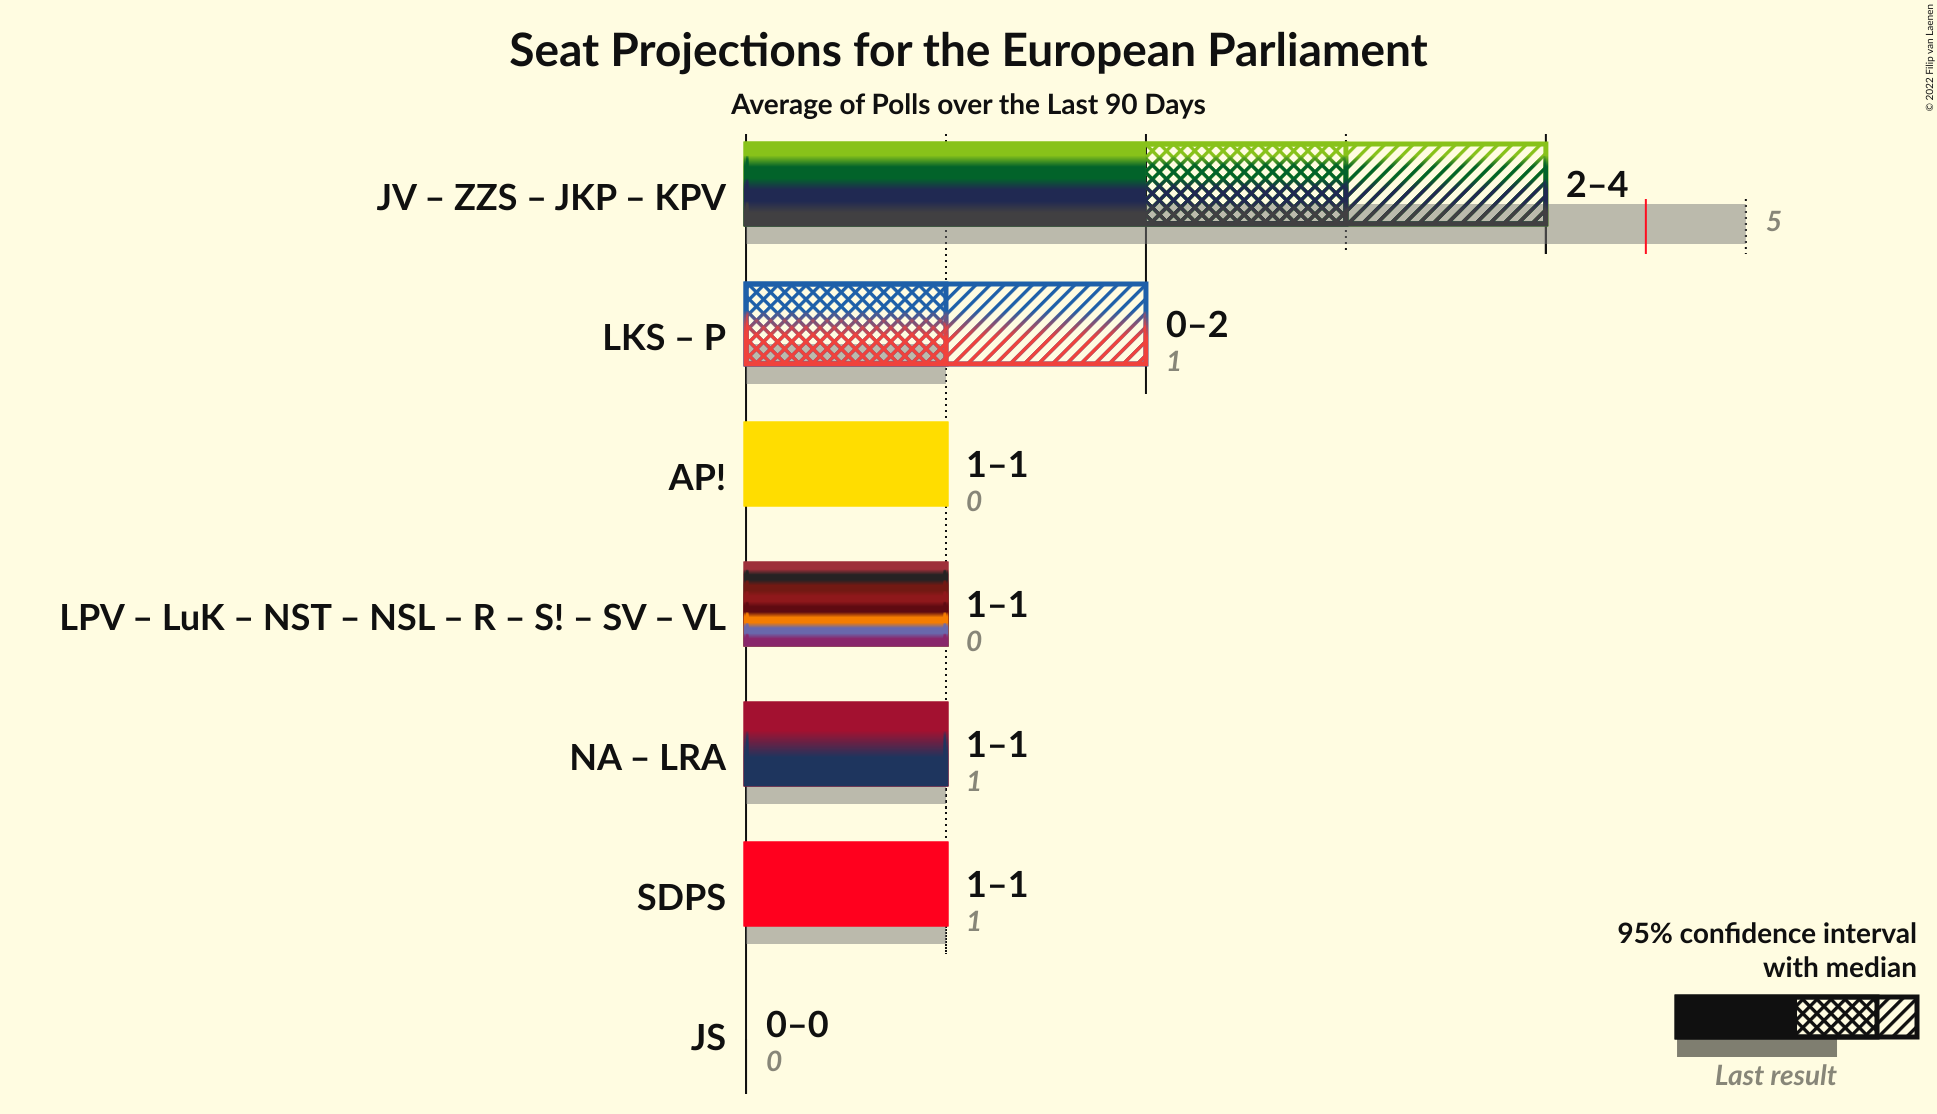 Seat Projections for the European Parliament
Average of Polls over the Last 90 Days
© 2022 Filip van Laenen
JV – ZZS – JKP – KPV
2–4
5
LKS – P
0–2
1
AP!
1–1
0
LPV – LuK – NST – NSL – R – S! – SV – VL
1–1
0
NA – LRA
1–1
1
SDPS
1–1
1
JS
0–0
0
95% confidence interval
with median
Last result